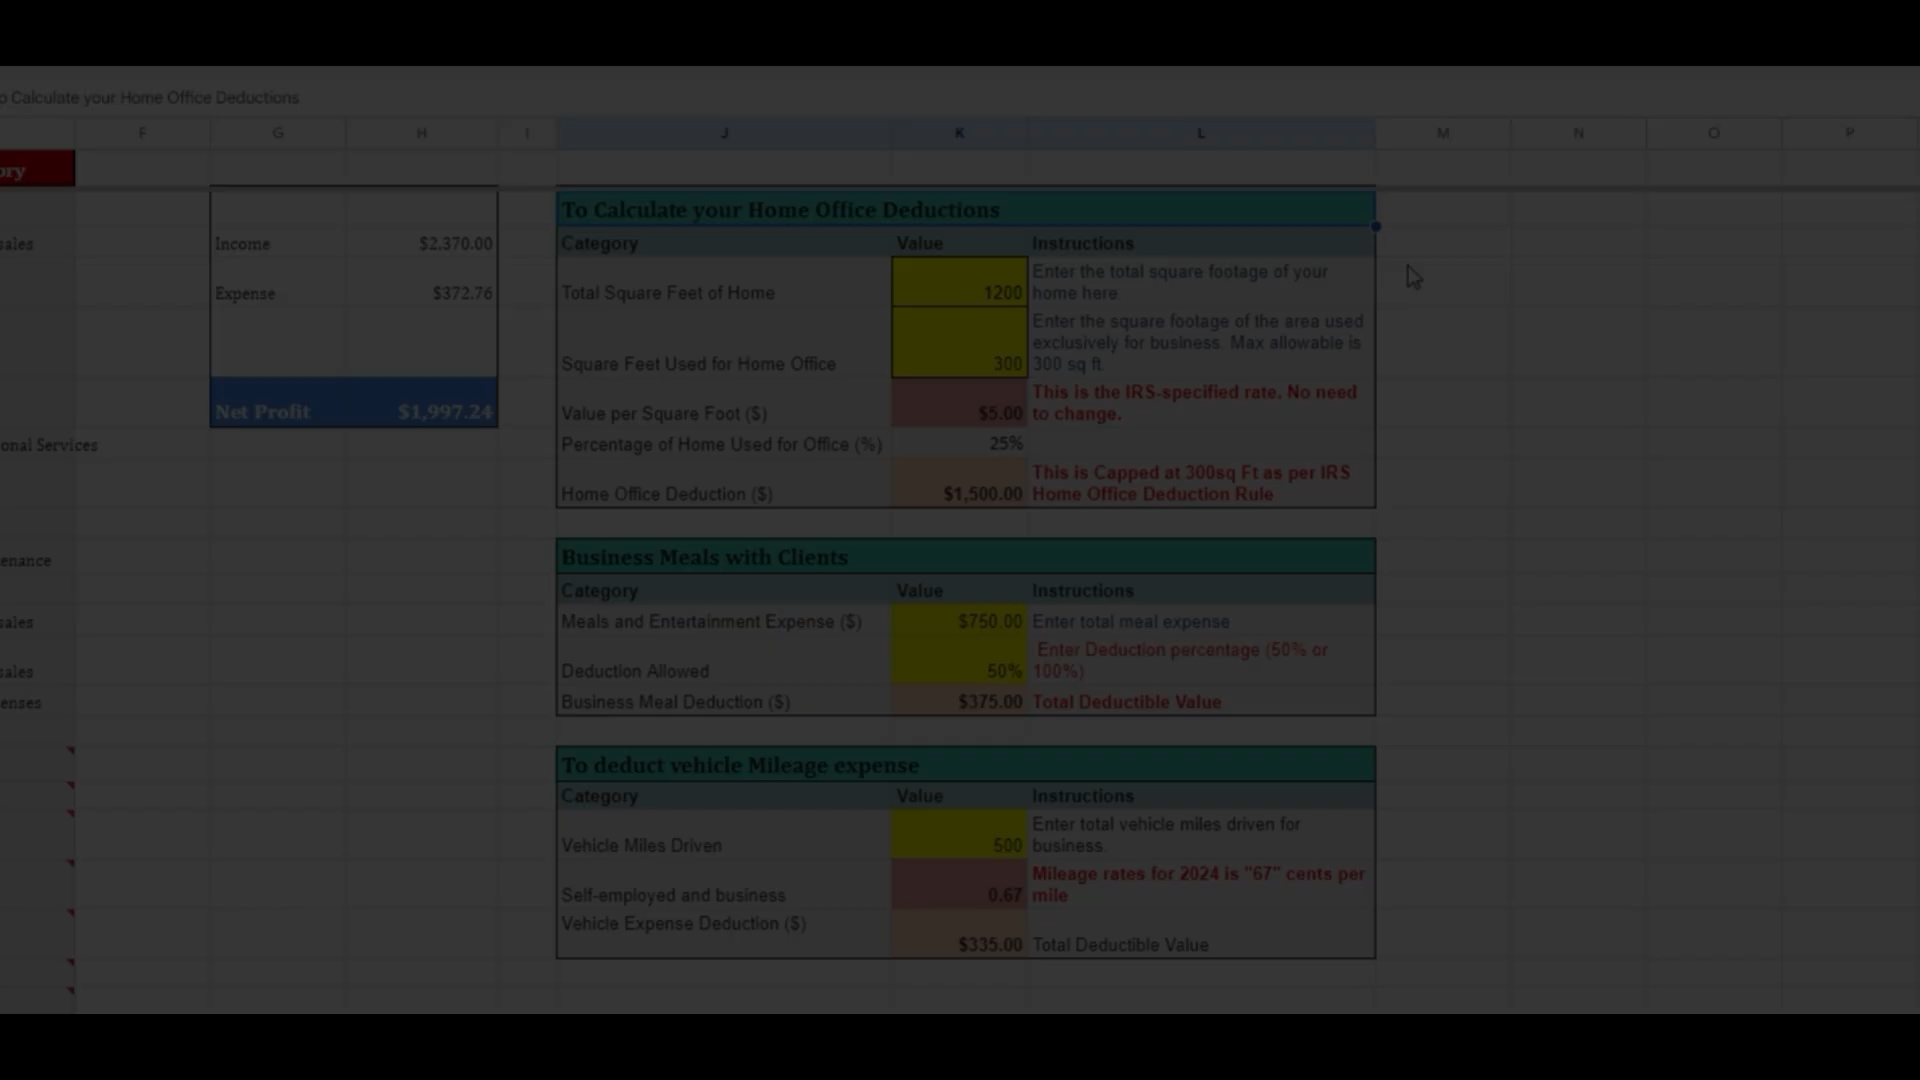 o Calculate your Home Office Deductions
F G H I J K L M N O P
ory
To Calculate your Home Office Deductions
sales Income $2,370.00 Category Value Instructions
Enter the total square footage of your
Expense $372.76 Total Square Feet of Home 1200 home here.
Enter the square footage of the area used
exclusively for business. Max allowable is
Square Feet Used for Home Office 300 300 sq ft.
This is the IRS-specified rate. No need
Net Profit $1,997.24 Value per Square Foot ($) $5.00 to change.
onal Services Percentage of Home Used for Office (%) 25%
This is Capped at 300sq Ft as per IRS
Home Office Deduction ($) $1,500.00 Home Office Deduction Rule
enance Business Meals with Clients
Category Value Instructions
sales Meals and Entertainment Expense ($) $750.00 Enter total meal expense
Enter Deduction percentage (50% or
sales Deduction Allowed 50% 100%)
enses Business Meal Deduction ($) $375.00 Total Deductible Value
To deduct vehicle Mileage expense
Category Value Instructions
Enter total vehicle miles driven for
Vehicle Miles Driven 500 business.
Mileage rates for 2024 is "67" cents per
Self-employed and business 0.67 mile
Vehicle Expense Deduction ($)
$335.00 Total Deductible Value